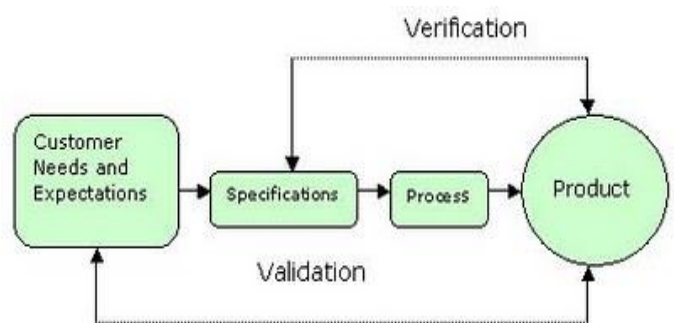 Verification
Customer
Needs and
Expectations
Specifications
Process
Product
Validation